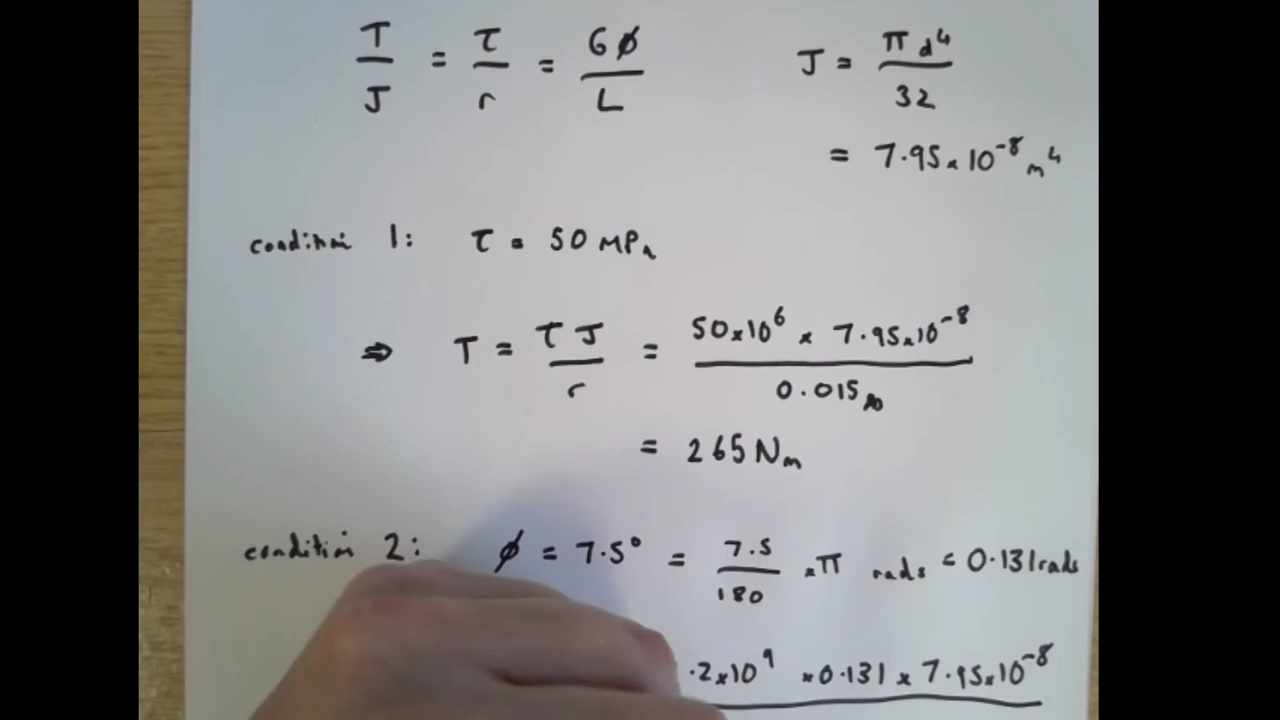 T/J = τ/r = Gφ/L
J = πd⁴/32
= 7.95×10⁻⁸ m⁴
condition 1: τ = 50 MPa
⇒ T = τJ/r = 50×10⁶ × 7.95×10⁻⁸ / 0.015
= 265 Nm
condition 2: φ = 7.5° = 7.5/180 ×π rads = 0.131 rads
.2×10⁹ ×0.131 × 7.95×10⁻⁸